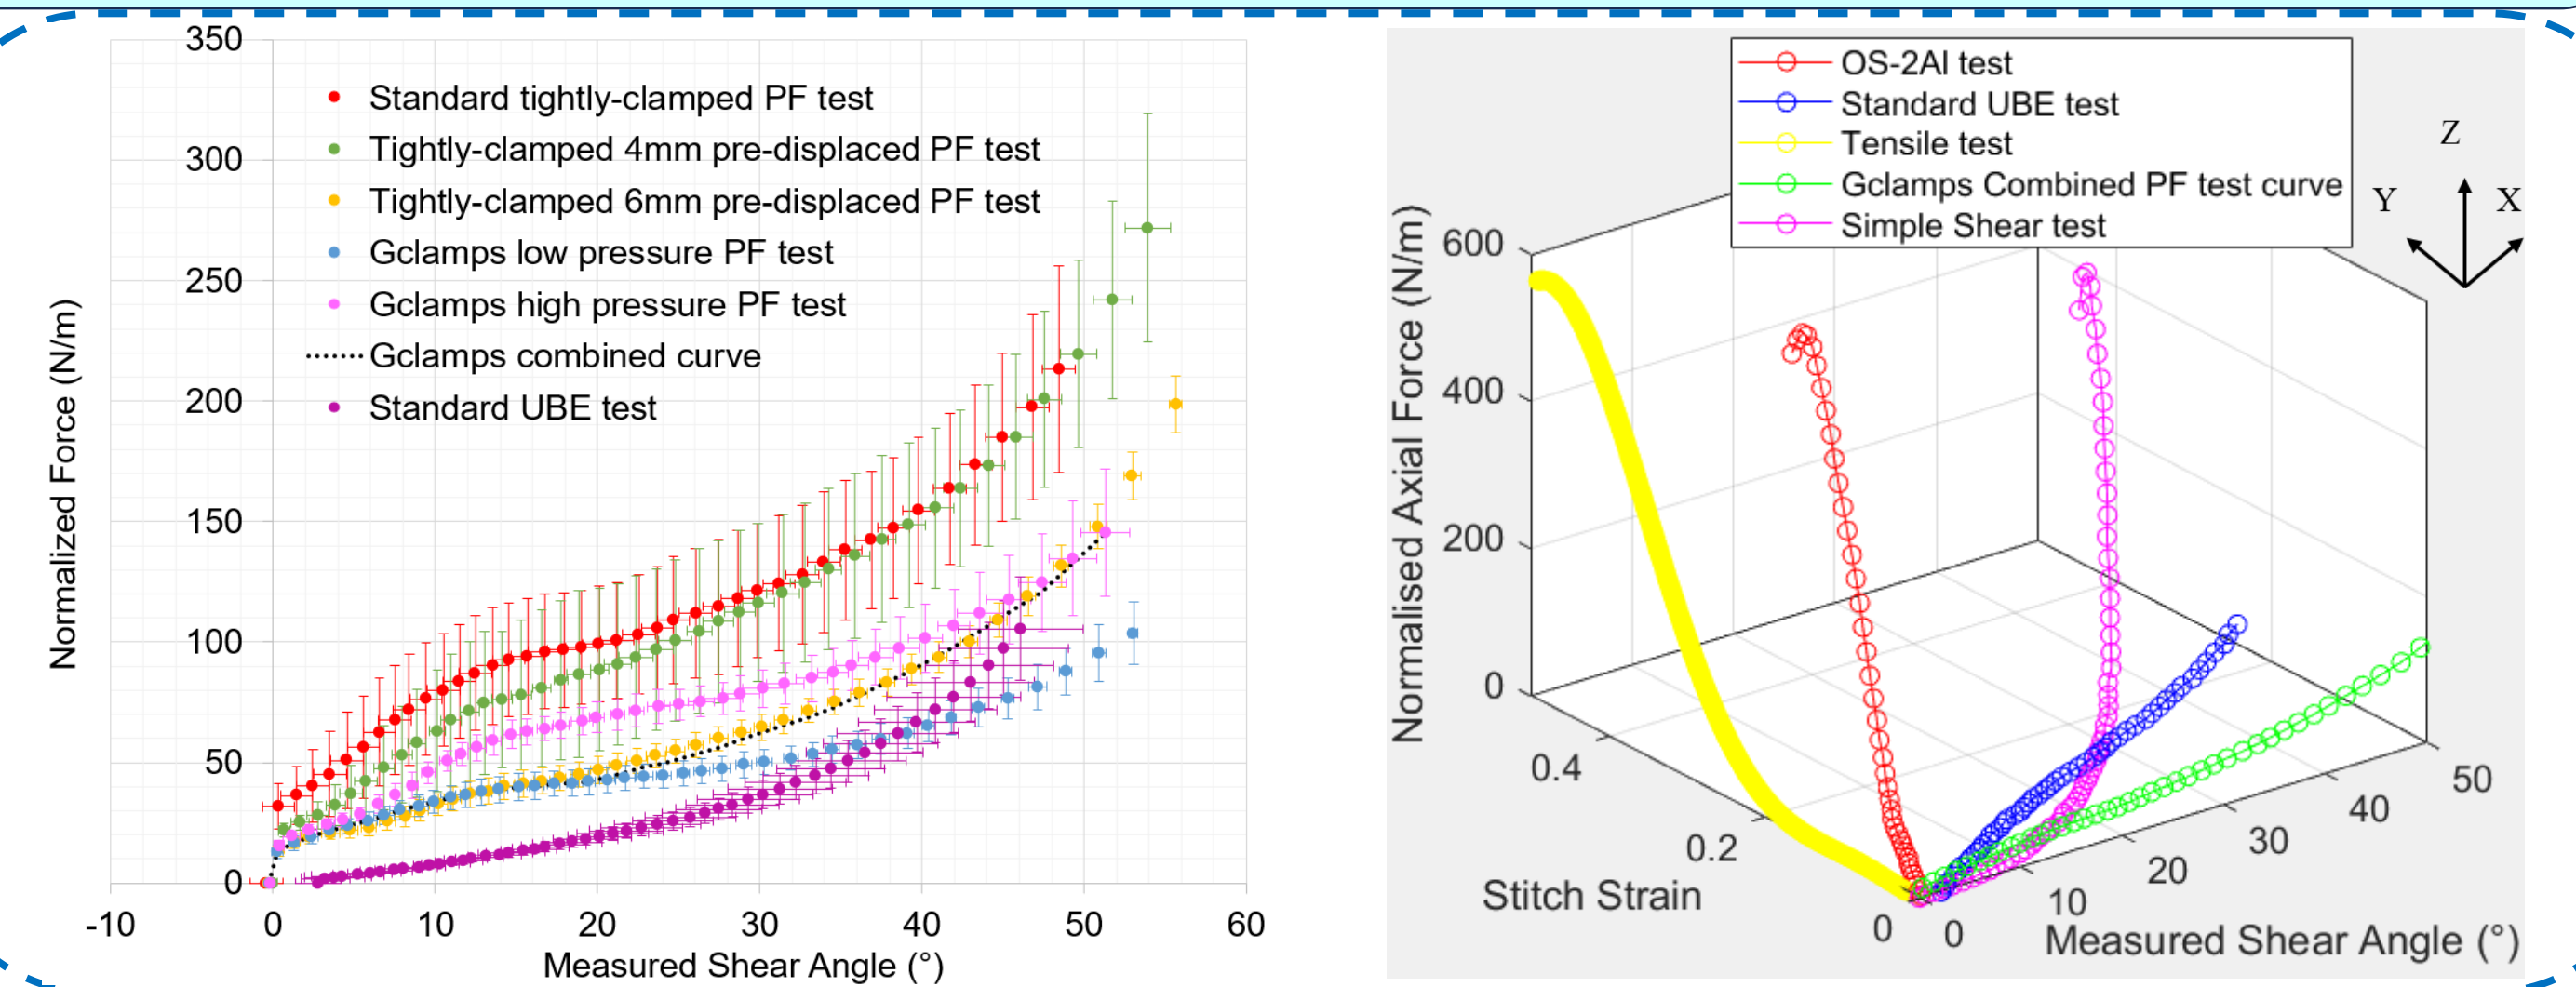 350
300
250
200
150
100
50
0
-10
0
10
20
30
40
50
60
Normalized Force (N/m)
Measured Shear Angle (°)
Standard tightly-clamped PF test
Tightly-clamped 4mm pre-displaced PF test
Tightly-clamped 6mm pre-displaced PF test
Gclamps low pressure PF test
Gclamps high pressure PF test
Gclamps combined curve
Standard UBE test
OS-2AI test
Standard UBE test
Tensile test
Gclamps Combined PF test curve
Simple Shear test
Z
Y
X
Normalised Axial Force (N/m)
600
400
200
0
0.4
0.2
0
Stitch Strain
0
10
20
30
40
50
Measured Shear Angle (°)